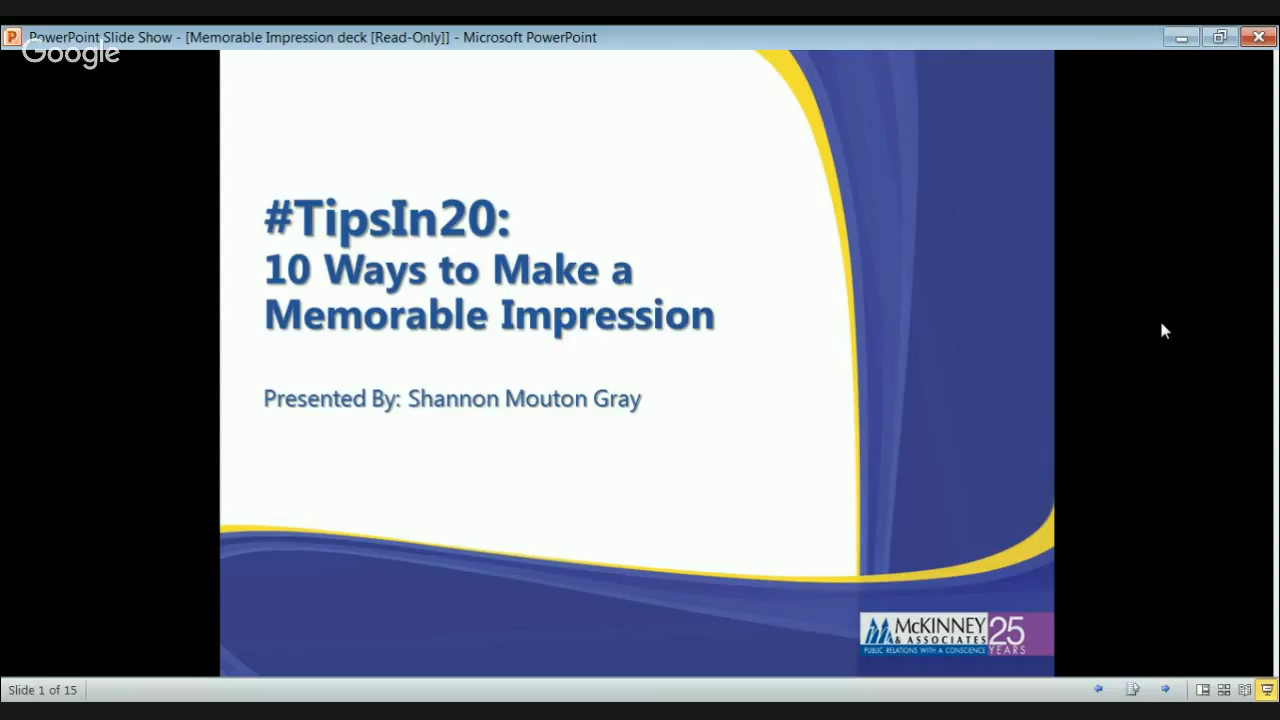 PowerPoint Slide Show - [Memorable Impression deck [Read-Only]] - Microsoft PowerPoint
Google
#TipsIn20:
10 Ways to Make a
Memorable Impression
Presented By: Shannon Mouton Gray
McKINNEY
& ASSOCIATES
PUBLIC RELATIONS WITH A CONSCIENCE
25
YEARS
Slide 1 of 15